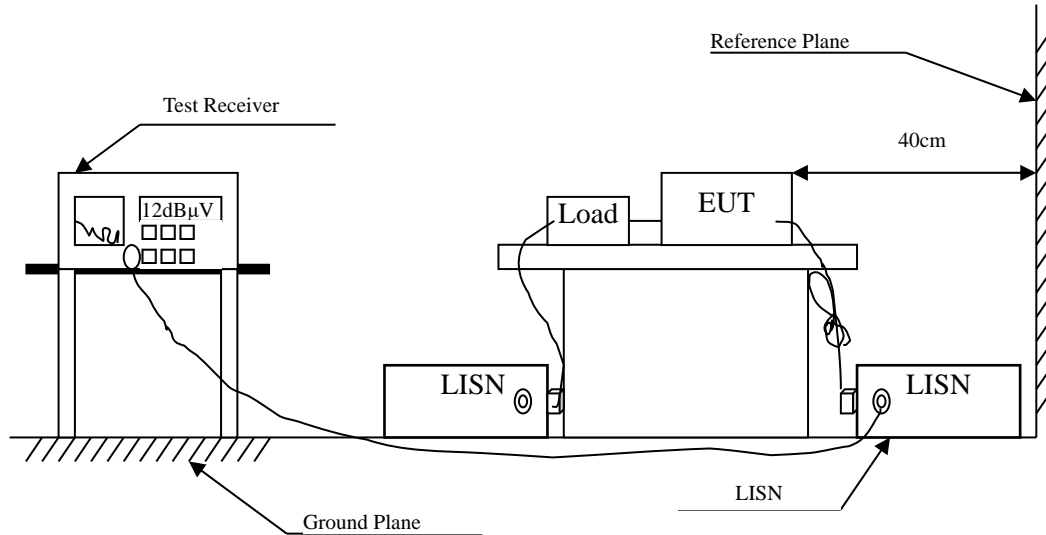 Reference Plane
Test Receiver
40cm
12dBµV
Load
EUT
LISN
LISN
LISN
Ground Plane